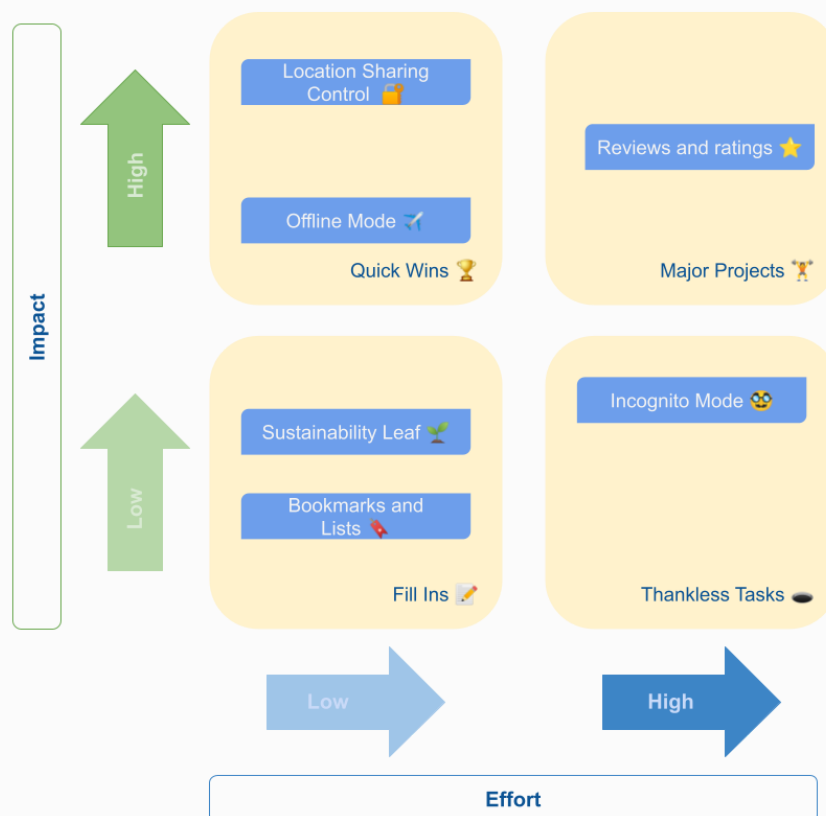 Location Sharing
Control 🔐
Reviews and ratings ⭐
High
Offline Mode ✈️
Quick Wins 🏆
Major Projects 🏋️
Impact
Incognito Mode 🥸
Sustainability Leaf 🌱
Low
Bookmarks and
Lists 🔖
Fill Ins 📝
Thankless Tasks 🕳️
Low
High
Effort